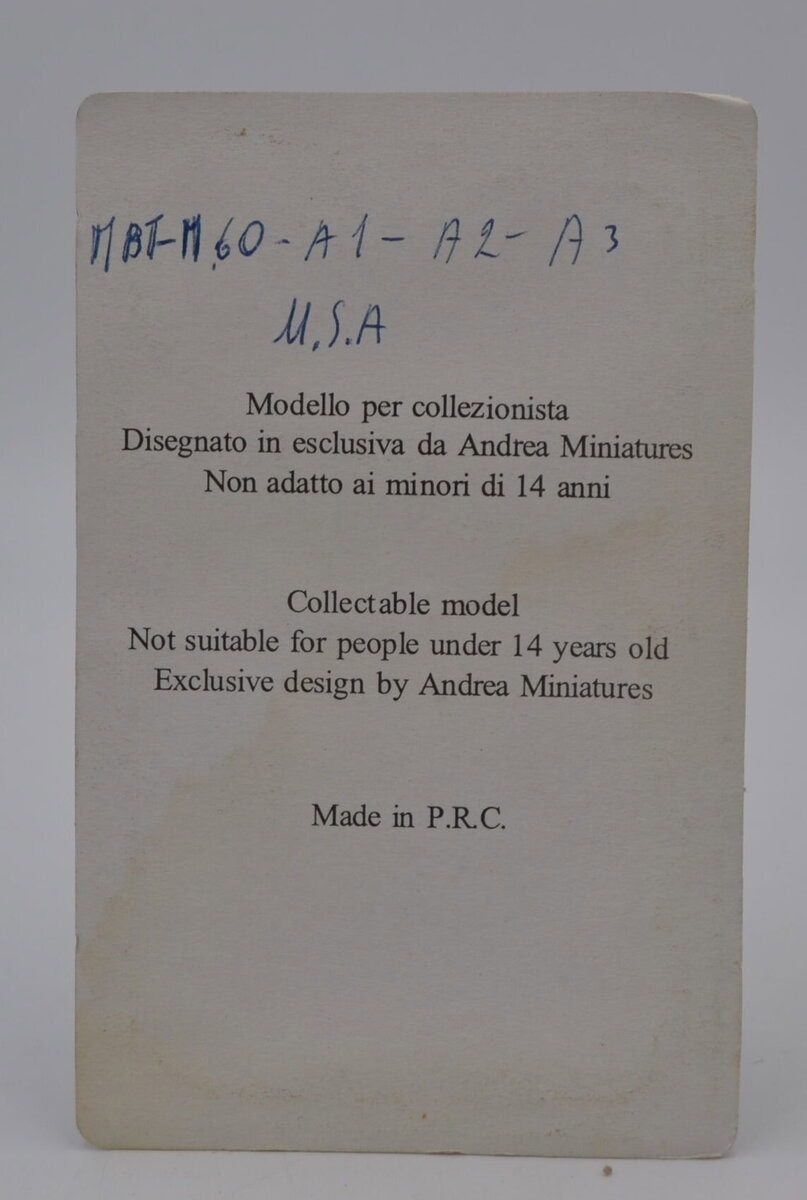 MBT-M.60 - A1 - A2 - A3
U.S.A
Modello per collezionista
Disegnato in esclusiva da Andrea Miniatures
Non adatto ai minori di 14 anni
Collectable model
Not suitable for people under 14 years old
Exclusive design by Andrea Miniatures
Made in P.R.C.